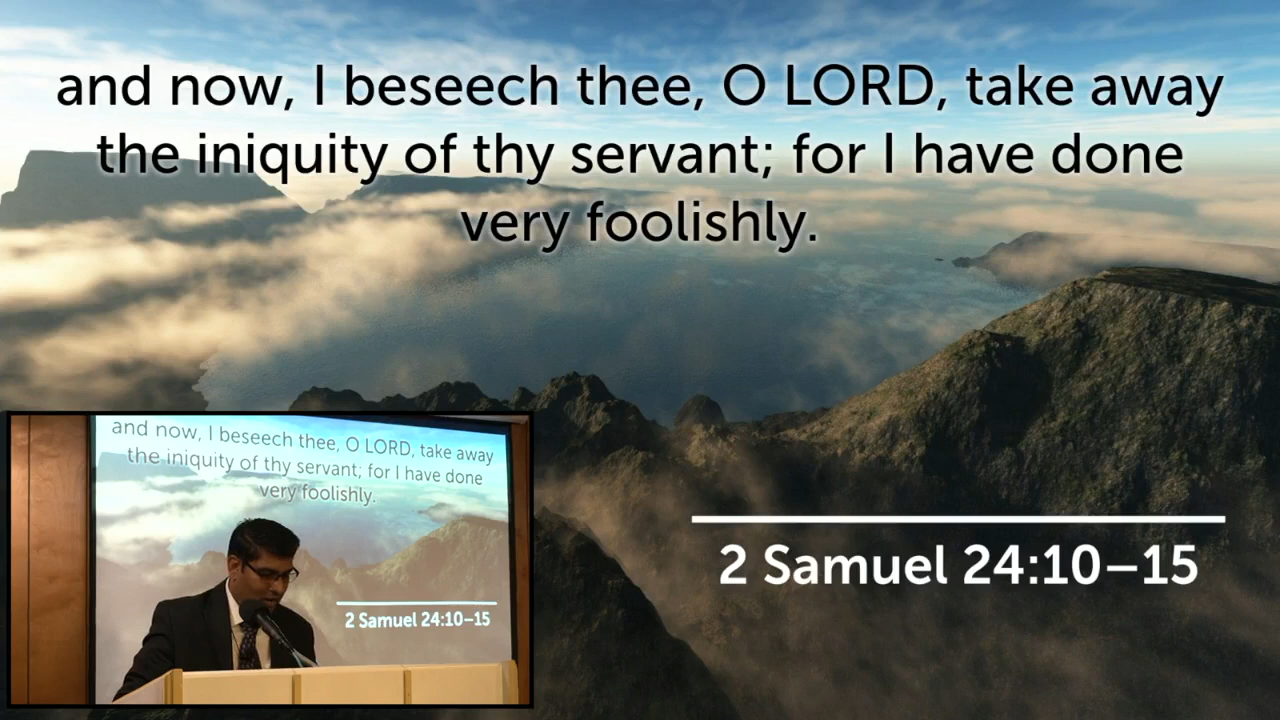 and now, I beseech thee, O LORD, take away
the iniquity of thy servant; for I have done
very foolishly.
2 Samuel 24:10–15
and now, I beseech thee, O LORD, take away
the iniquity of thy servant; for I have done
very foolishly.
2 Samuel 24:10–15